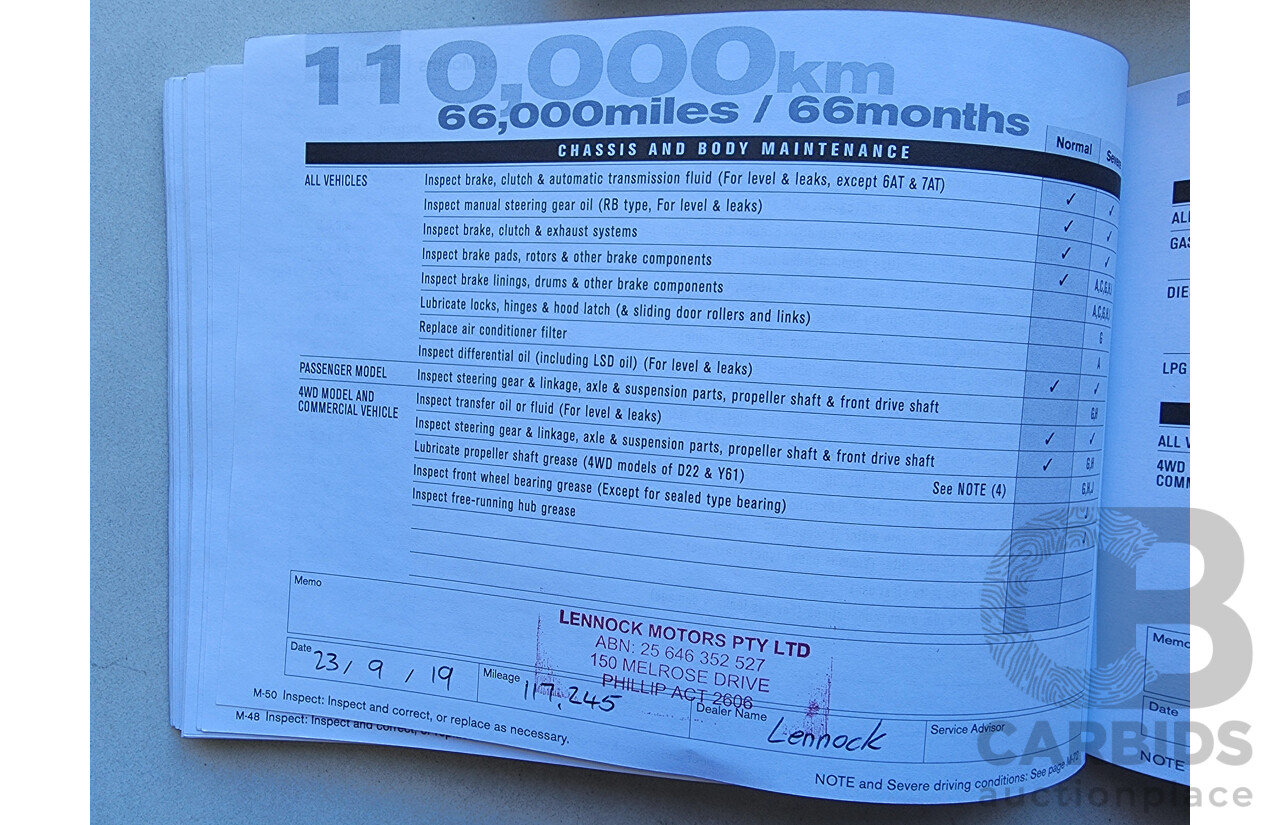 110,000km
66,000miles / 66months
Normal
CHASSIS AND BODY MAINTENANCE
ALL VEHICLES
Inspect brake, clutch & automatic transmission fluid (For level & leaks, except 6AT & 7AT)
✓ ✓
Inspect manual steering gear oil (RB type, For level & leaks)
✓ ✓
Inspect brake, clutch & exhaust systems
✓ ✓
Inspect brake pads, rotors & other brake components
✓
Inspect brake linings, drums & other brake components
Lubricate locks, hinges & hood latch (& sliding door rollers and links)
G
Replace air conditioner filter
A
Inspect differential oil (including LSD oil) (For level & leaks)
✓ ✓
PASSENGER MODEL
Inspect steering gear & linkage, axle & suspension parts, propeller shaft & front drive shaft
G,H
4WD MODEL AND
COMMERCIAL VEHICLE
Inspect transfer oil or fluid (For level & leaks)
✓ ✓
Inspect steering gear & linkage, axle & suspension parts, propeller shaft & front drive shaft
✓ G,H
Lubricate propeller shaft grease (4WD models of D22 & Y61)
See NOTE (4)
G,H,J
Inspect front wheel bearing grease (Except for sealed type bearing)
Inspect free-running hub grease
Memo
LENNOCK MOTORS PTY LTD
ABN: 25 646 352 527
150 MELROSE DRIVE
PHILLIP ACT 2606
Date 23/9/19
Mileage 117,245
Dealer Name Lennock
Service Advisor
M-50 Inspect: Inspect and correct, or replace as necessary.
NOTE and Severe driving conditions: See page
M-48 Inspect: Inspect and correct,
LPG
4WD
Memo
Date
NOTE
CARBIDS
auctionplace